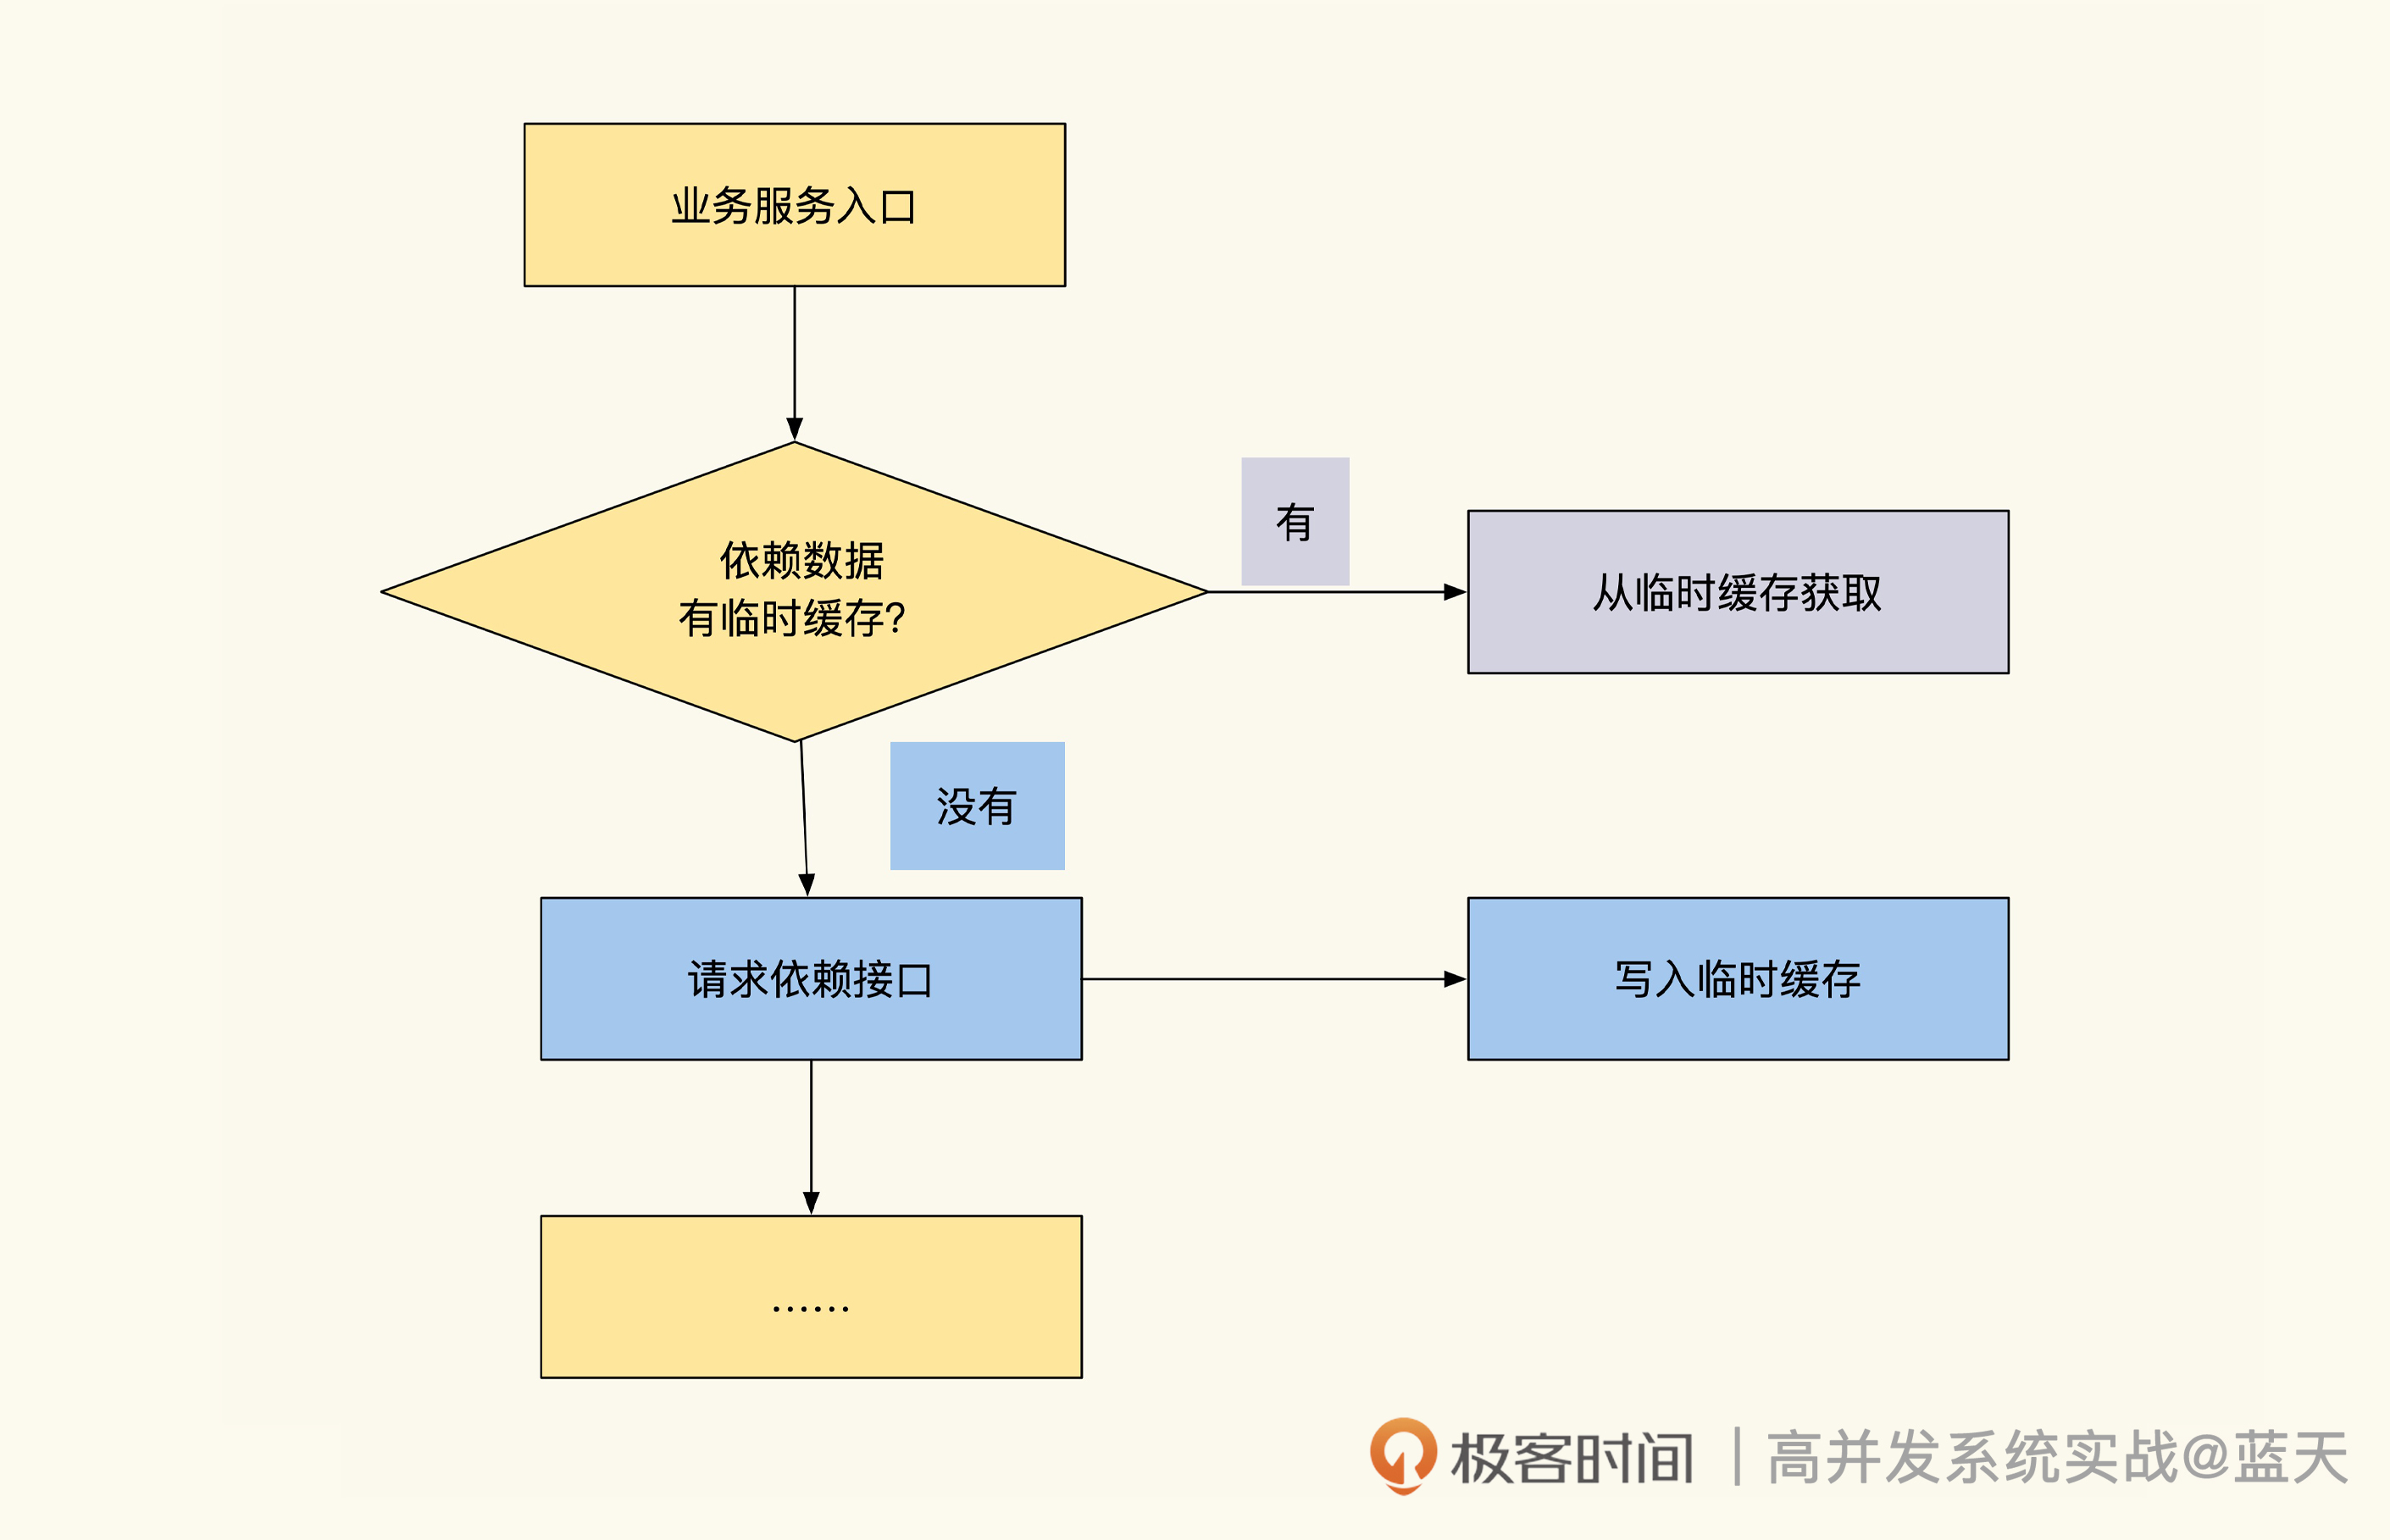 业务服务入口
依赖数据
有临时缓存?
有
从临时缓存获取
没有
请求依赖接口
写入临时缓存
······
极客时间
高并发系统实战@蓝天